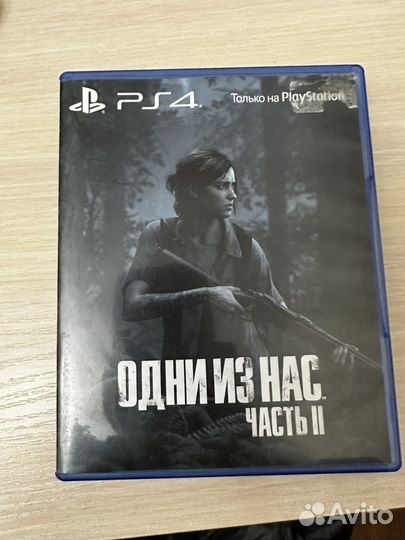 PS4
Только на PlayStation
ОДНИ ИЗ НАС
ЧАСТЬ II
Avito